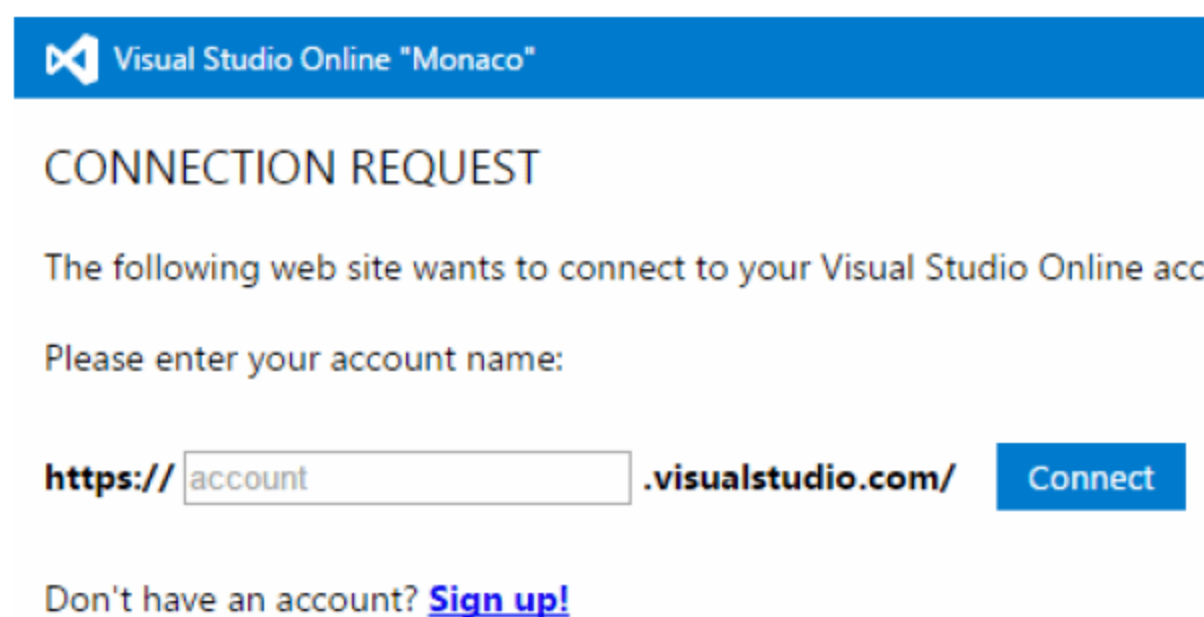 Visual Studio Online "Monaco"
CONNECTION REQUEST
The following web site wants to connect to your Visual Studio Online acc
Please enter your account name:
https:// account .visualstudio.com/ Connect
Don't have an account? Sign up!